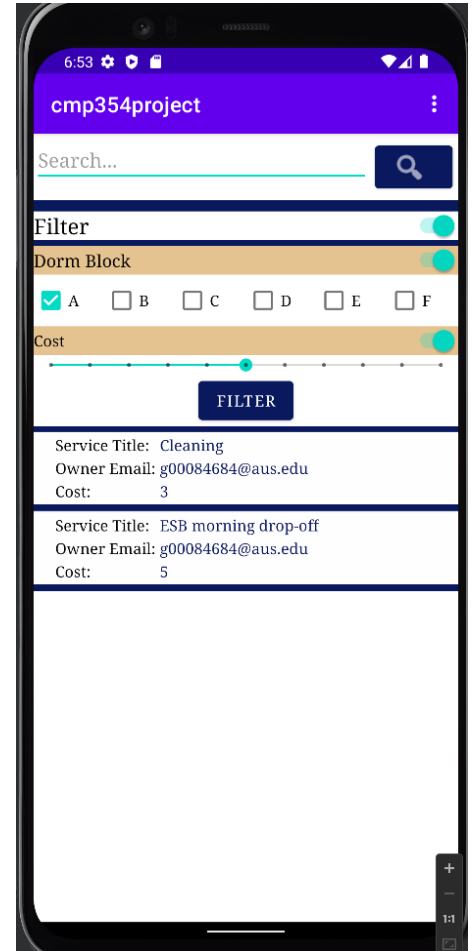 6:53
cmp354project
Search...
Filter
Dorm Block
A B C D E F
Cost
FILTER
Service Title: Cleaning
Owner Email: g00084684@aus.edu
Cost: 3
Service Title: ESB morning drop-off
Owner Email: g00084684@aus.edu
Cost: 5
1:1